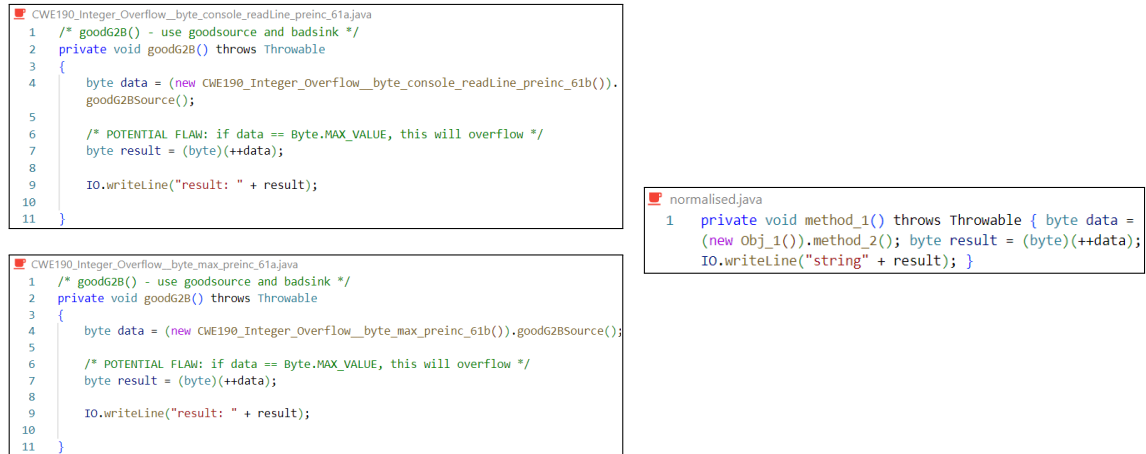 CWE190_Integer_Overflow__byte_console_readLine_preinc_61a.java
1 /* goodG2B() - use goodsource and badsink */
2 private void goodG2B() throws Throwable
3 {
4 byte data = (new CWE190_Integer_Overflow__byte_console_readLine_preinc_61b()).
goodG2BSource();
5
6 /* POTENTIAL FLAW: if data == Byte.MAX_VALUE, this will overflow */
7 byte result = (byte)(++data);
8
9 IO.writeLine("result: " + result);
10
11 }
CWE190_Integer_Overflow__byte_max_preinc_61a.java
1 /* goodG2B() - use goodsource and badsink */
2 private void goodG2B() throws Throwable
3 {
4 byte data = (new CWE190_Integer_Overflow__byte_max_preinc_61b()).goodG2BSource();
5
6 /* POTENTIAL FLAW: if data == Byte.MAX_VALUE, this will overflow */
7 byte result = (byte)(++data);
8
9 IO.writeLine("result: " + result);
10
11 }
normalised.java
1 private void method_1() throws Throwable { byte data =
(new Obj_1()).method_2(); byte result = (byte)(++data);
IO.writeLine("string" + result); }